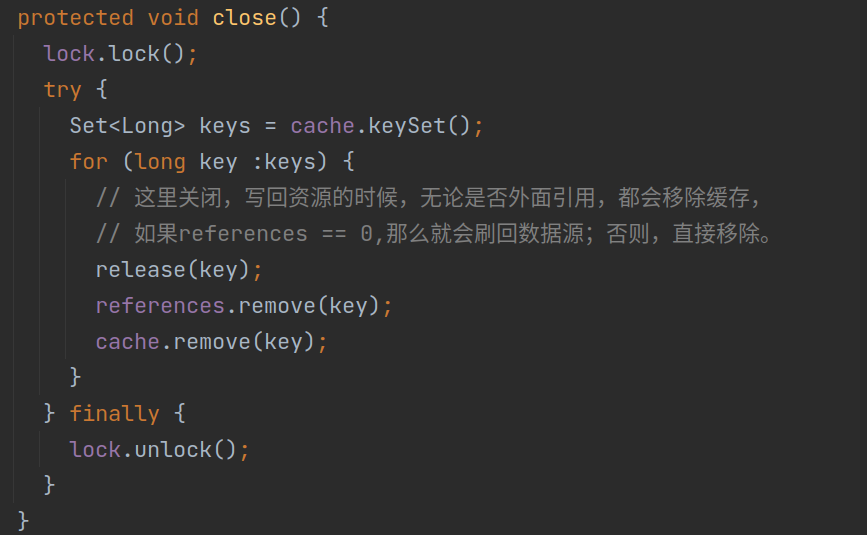 protected void close() {
lock.lock();
try {
Set<Long> keys = cache.keySet();
for (long key :keys) {
// 这里关闭，写回资源的时候，无论是否外面引用，都会移除缓存，
// 如果references == 0,那么就会刷回数据源；否则，直接移除。
release(key);
references.remove(key);
cache.remove(key);
}
} finally {
lock.unlock();
}
}